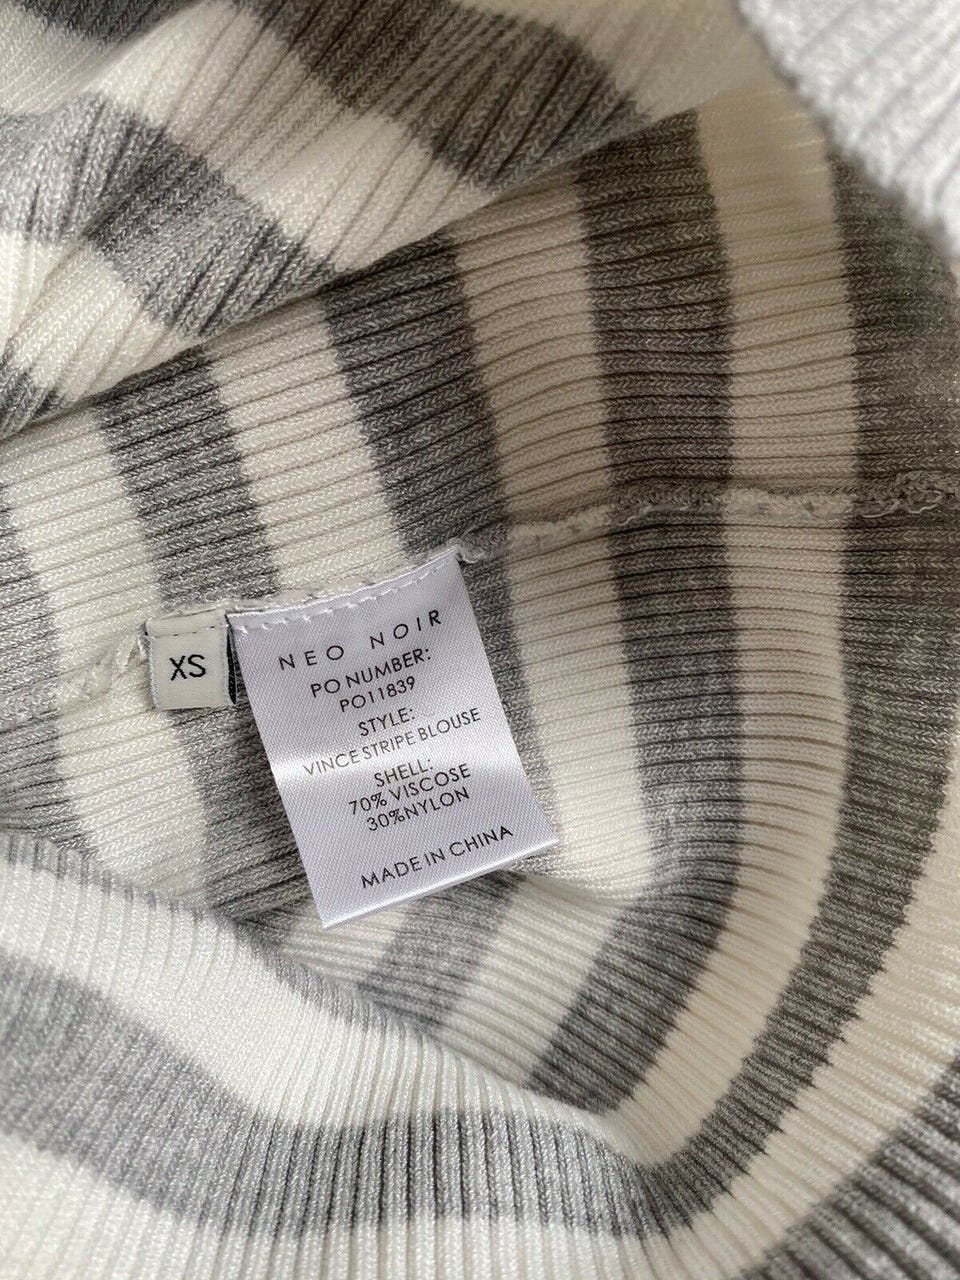 XS
NEO NOIR
PO NUMBER:
PO11839
STYLE:
VINCE STRIPE BLOUSE
SHELL:
70% VISCOSE
30%NYLON
MADE IN CHINA